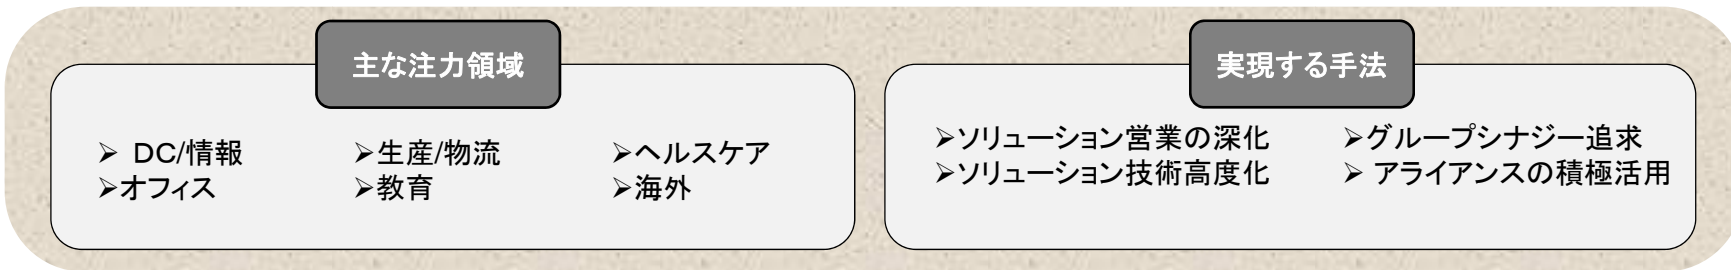 主な注力領域
➢ DC/情報
➢オフィス
➢生産/物流
➢教育
➢ヘルスケア
➢海外
実現する手法
➢ソリューション営業の深化
➢ソリューション技術高度化
➢グループシナジー追求
➢ アライアンスの積極活用